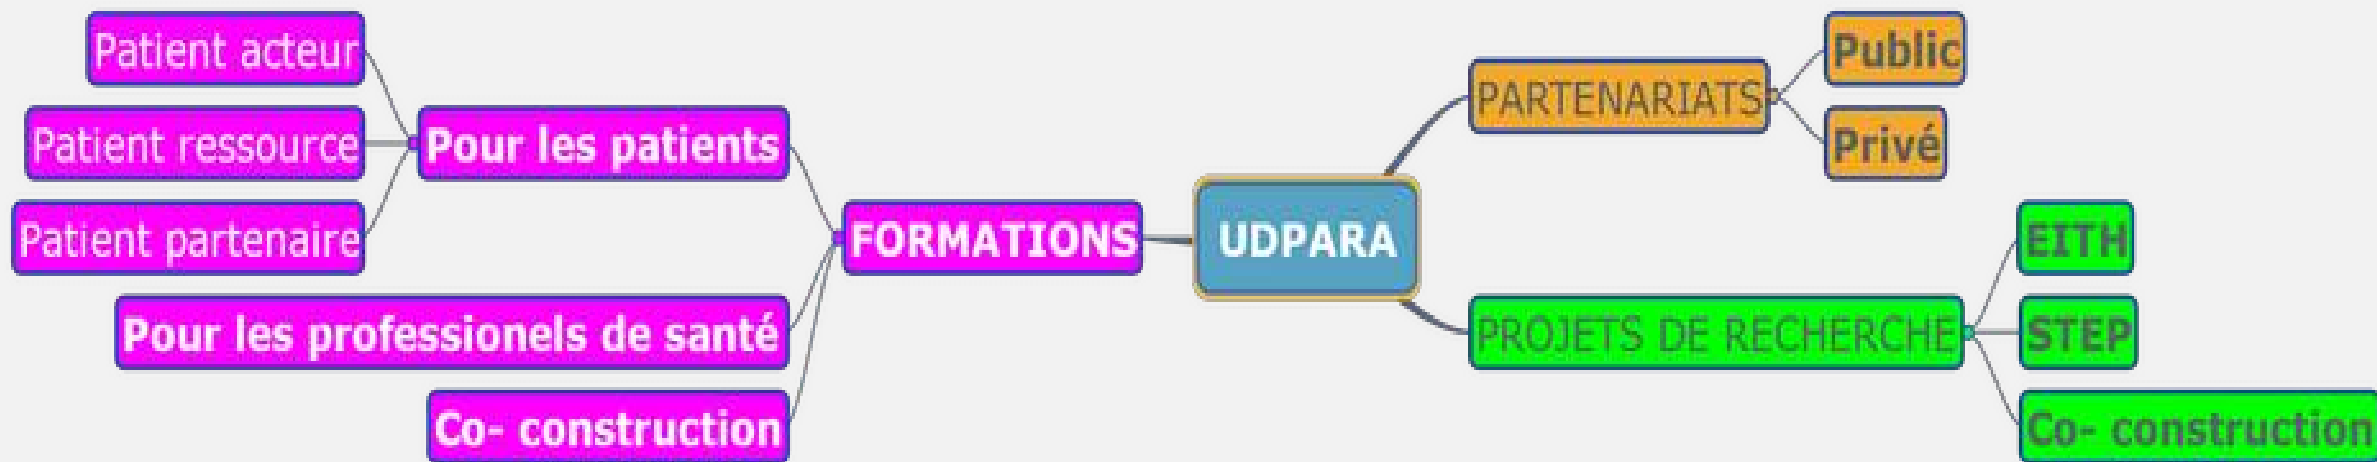 Patient acteur
Patient ressource
Patient partenaire
Pour les patients
Pour les professionels de santé
Co- construction
FORMATIONS
UDPARA
PARTENARIATS
Public
Privé
PROJETS DE RECHERCHE
EITH
STEP
Co- construction